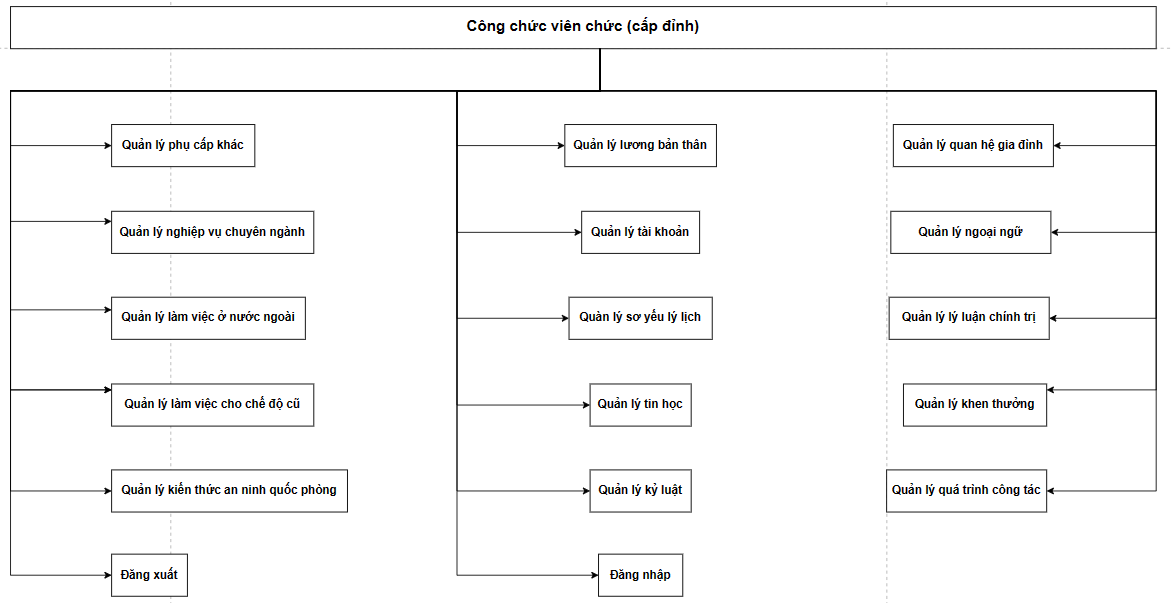 Công chức viên chức (cấp đỉnh)
Quản lý phụ cấp khác
Quản lý nghiệp vụ chuyên ngành
Quản lý làm việc ở nước ngoài
Quản lý làm việc cho chế độ cũ
Quản lý kiến thức an ninh quốc phòng
Đăng xuất
Quản lý lương bản thân
Quản lý tài khoản
Quàn lý sơ yếu lý lịch
Quản lý tin học
Quản lý kỷ luật
Đăng nhập
Quản lý quan hệ gia đình
Quản lý ngoại ngữ
Quản lý lý luận chính trị
Quản lý khen thưởng
Quản lý quá trình công tác